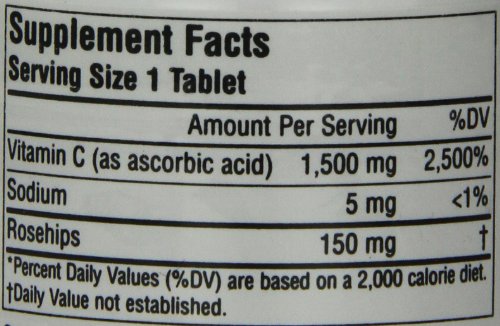 Supplement Facts
Serving Size 1 Tablet
Amount Per Serving %DV
Vitamin C (as ascorbic acid) 1,500 mg 2,500%
Sodium 5 mg <1%
Rosehips 150 mg †
*Percent Daily Values (%DV) are based on a 2,000 calorie diet.
†Daily Value not established.